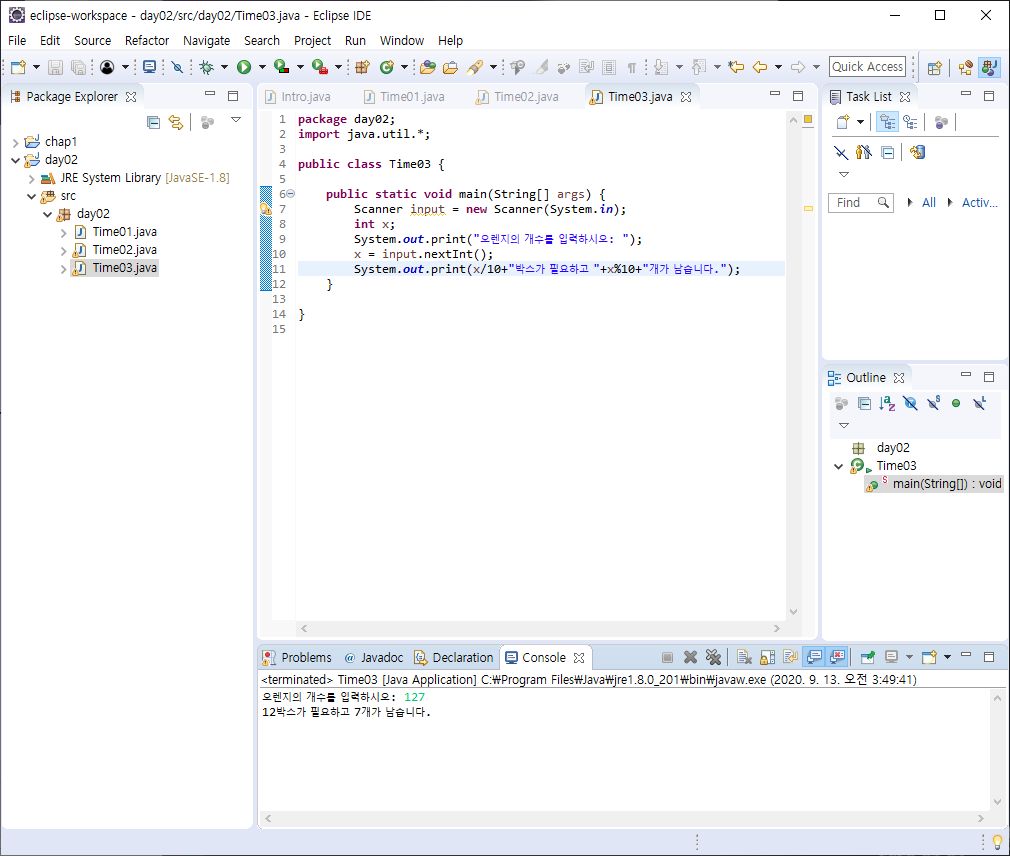 eclipse-workspace - day02/src/day02/Time03.java - Eclipse IDE
File Edit Source Refactor Navigate Search Project Run Window Help
Quick Access
Package Explorer
chap1
day02
JRE System Library [JavaSE-1.8]
src
day02
Time01.java
Time02.java
Time03.java
Intro.java Time01.java Time02.java Time03.java
1 package day02;
2 import java.util.*;
3
4 public class Time03 {
5
6 public static void main(String[] args) {
7 Scanner input = new Scanner(System.in);
8 int x;
9 System.out.print("오렌지의 개수를 입력하시오: ");
10 x = input.nextInt();
11 System.out.print(x/10+"박스가 필요하고 "+x%10+"개가 남습니다.");
12 }
13
14 }
15
Task List
Find All Activ...
Outline
day02
Time03
main(String[]) : void
Problems Javadoc Declaration Console
<terminated> Time03 [Java Application] C:₩Program Files₩Java₩jre1.8.0_201₩bin₩javaw.exe (2020. 9. 13. 오전 3:49:41)
오렌지의 개수를 입력하시오: 127
12박스가 필요하고 7개가 남습니다.